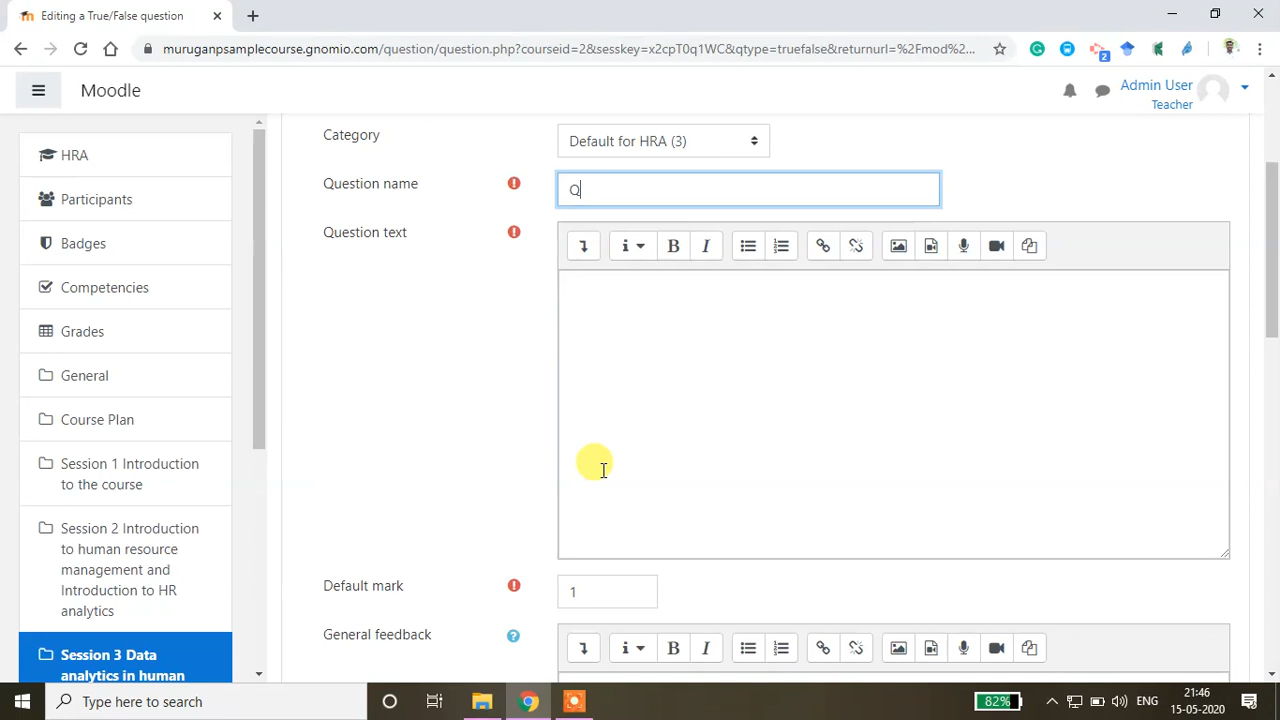 Editing a True/False question
muruganpsamplecourse.gnomio.com/question/question.php?courseid=2&sesskey=x2cpT0q1WC&qtype=truefalse&returnurl=%2Fmod%2...
2
Moodle
Admin User
Teacher
HRA
Participants
Badges
Competencies
Grades
General
Course Plan
Session 1 Introduction
to the course
Session 2 Introduction
to human resource
management and
Introduction to HR
analytics
Session 3 Data
analytics in human
Category
Default for HRA (3)
Question name
Q
Question text
i B I
Default mark
1
General feedback
i B I
Type here to search
82%
ENG
21:46
15-05-2020